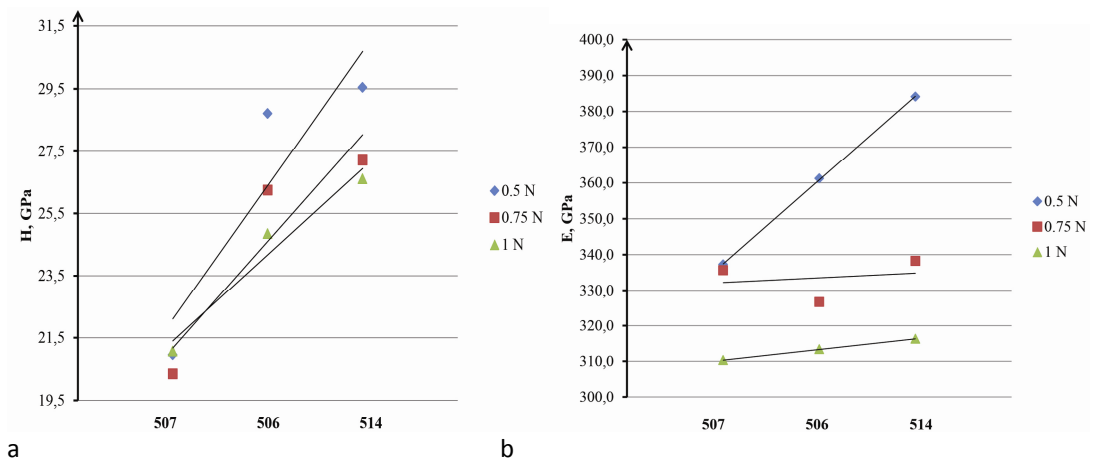 31,5
29,5
27,5
25,5
23,5
21,5
19,5
H, GPa
507 506 514
0.5 N
0.75 N
1 N
a
400,0
390,0
380,0
370,0
360,0
350,0
340,0
330,0
320,0
310,0
300,0
E, GPa
507 506 514
0.5 N
0.75 N
1 N
b